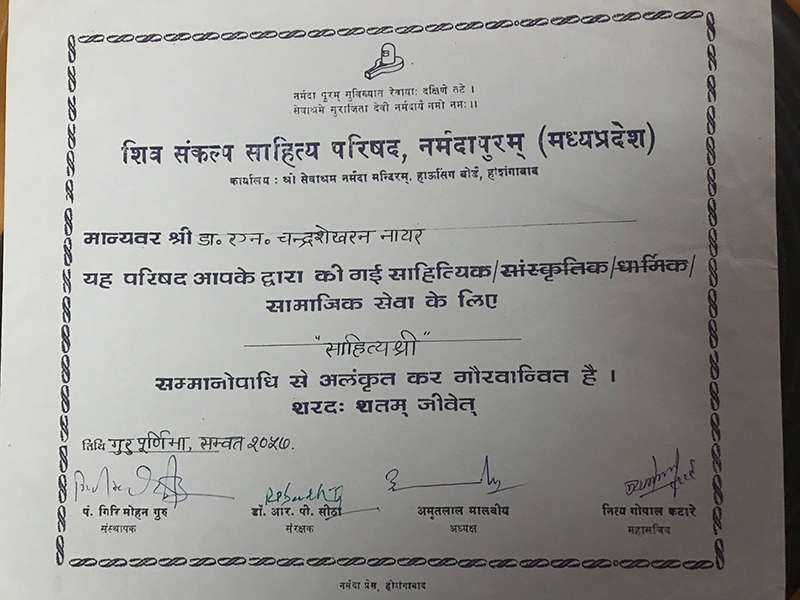 नर्मदा पूरम् गुविख्यात रेवायाः दक्षिणे तटे ।
सेवाश्रमे सुराजिता देवी नर्मदायै नमो नमः ।।
शिव संकल्प साहित्य परिषद, नर्मदापुरम् (मध्यप्रदेश)
कार्यालय : श्री सेवाश्रम नर्मदा मन्दिरम्, हाऊसिंग बोर्ड, होशंगाबाद
मान्यवर श्री डा॰ एन॰ चन्द्रशेखरन नायर
यह परिषद आपके द्वारा की गई साहित्यिक/सांस्कृतिक/धार्मिक/
सामाजिक सेवा के लिए
"साहित्य श्री"
सम्मानोपाधि से अलंकृत कर गौरवान्वित है ।
शरदः शतम् जीवेत्
तिथि गुरु पूर्णिमा, सम्वत २०५७.
पं. गिरि मोहन गुरु डॉ. आर. पी. सीठा अमृतलाल मालवीय नित्य गोपाल कटारे
संस्थापक संरक्षक अध्यक्ष महासचिव
नर्मदा प्रेस, होशंगाबाद